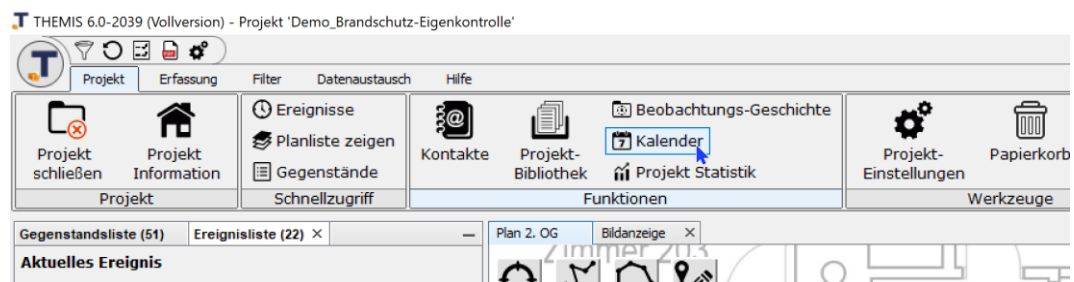 THEMIS 6.0-2039 (Vollversion) - Projekt 'Demo_Brandschutz-Eigenkontrolle'
Projekt Erfassung Filter Datenaustausch Hilfe
Projekt schließen
Projekt Information
Projekt
Ereignisse
Planliste zeigen
Gegenstände
Schnellzugriff
Kontakte
Projekt-Bibliothek
Beobachtungs-Geschichte
7 Kalender
Projekt Statistik
Funktionen
Projekt-Einstellungen
Papierkorb
Werkzeuge
Gegenstandsliste (51) Ereignisliste (22) ×
Plan 2. OG Bildanzeige ×
Aktuelles Ereignis
Zimmer 203